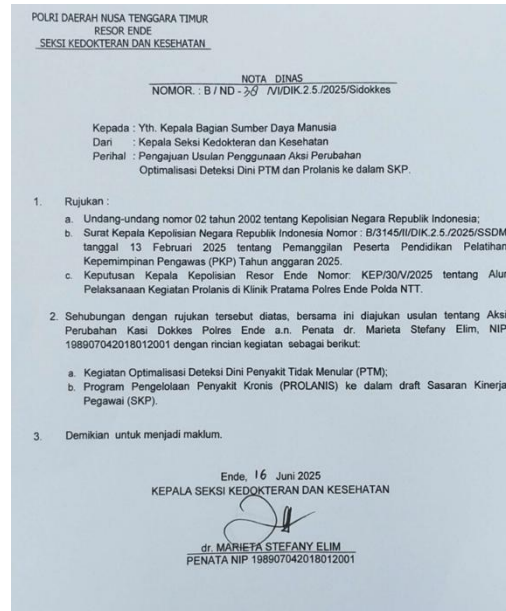 POLRI DAERAH NUSA TENGGARA TIMUR
RESOR ENDE
SEKSI KEDOKTERAN DAN KESEHATAN
NOTA DINAS
NOMOR. : B / ND - 38 /VI/DIK.2.5./2025/Sidokkes
Kepada : Yth. Kepala Bagian Sumber Daya Manusia
Dari : Kepala Seksi Kedokteran dan Kesehatan
Perihal : Pengajuan Usulan Penggunaan Aksi Perubahan
Optimalisasi Deteksi Dini PTM dan Prolanis ke dalam SKP.
1. Rujukan :
a. Undang-undang nomor 02 tahun 2002 tentang Kepolisian Negara Republik Indonesia;
b. Surat Kepala Kepolisian Negara Republik Indonesia Nomor : B/3145/II/DIK.2.5./2025/SSDM
tanggal 13 Februari 2025 tentang Pemanggilan Peserta Pendidikan Pelatihan
Kepemimpinan Pengawas (PKP) Tahun anggaran 2025.
c. Keputusan Kepala Kepolisian Resor Ende Nomor: KEP/30/V/2025 tentang Alur
Pelaksanaan Kegiatan Prolanis di Klinik Pratama Polres Ende Polda NTT.
2. Sehubungan dengan rujukan tersebut diatas, bersama ini diajukan usulan tentang Aksi
Perubahan Kasi Dokkes Polres Ende a.n. Penata dr. Marieta Stefany Elim, NIP
198907042018012001 dengan rincian kegiatan sebagai berikut:
a. Kegiatan Optimalisasi Deteksi Dini Penyakit Tidak Menular (PTM);
b. Program Pengelolaan Penyakit Kronis (PROLANIS) ke dalam draft Sasaran Kinerja
Pegawai (SKP).
3. Demikian untuk menjadi maklum.
Ende, 16 Juni 2025
KEPALA SEKSI KEDOKTERAN DAN KESEHATAN
dr. MARIETA STEFANY ELIM
PENATA NIP 198907042018012001